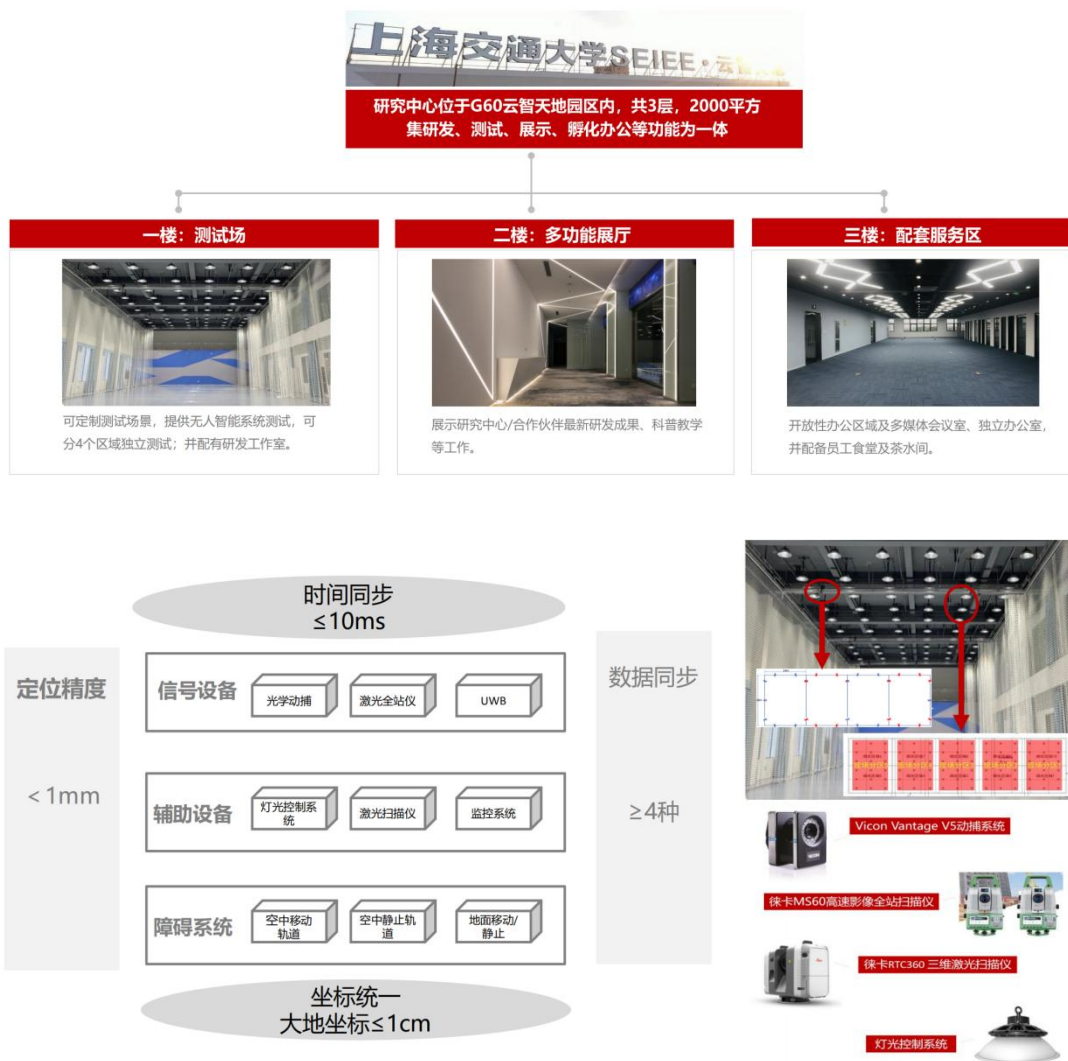 上海交通大学SEIEE·云
研究中心位于G60云智天地园区内，共3层，2000平方
集研发、测试、展示、孵化办公等功能为一体
一楼：测试场
二楼：多功能展厅
三楼：配套服务区
可定制测试场景，提供无人智能系统测试，可
分4个区域独立测试；并配有研发工作室。
展示研究中心/合作伙伴最新研发成果、科普教学
等工作。
开放性办公区域及多媒体会议室、独立办公室，
并配备员工食堂及茶水间。
时间同步
≤10ms
定位精度
＜1mm
信号设备
光学动捕
激光全站仪
UWB
辅助设备
灯光控制系
统
激光扫描仪
监控系统
障碍系统
空中移动
轨道
空中静止轨
道
地面移动/
静止
数据同步
≥4种
坐标统一
大地坐标≤1cm
Vicon Vantage V5动捕系统
徕卡MS60高速影像全站扫描仪
徕卡RTC360 三维激光扫描仪
灯光控制系统